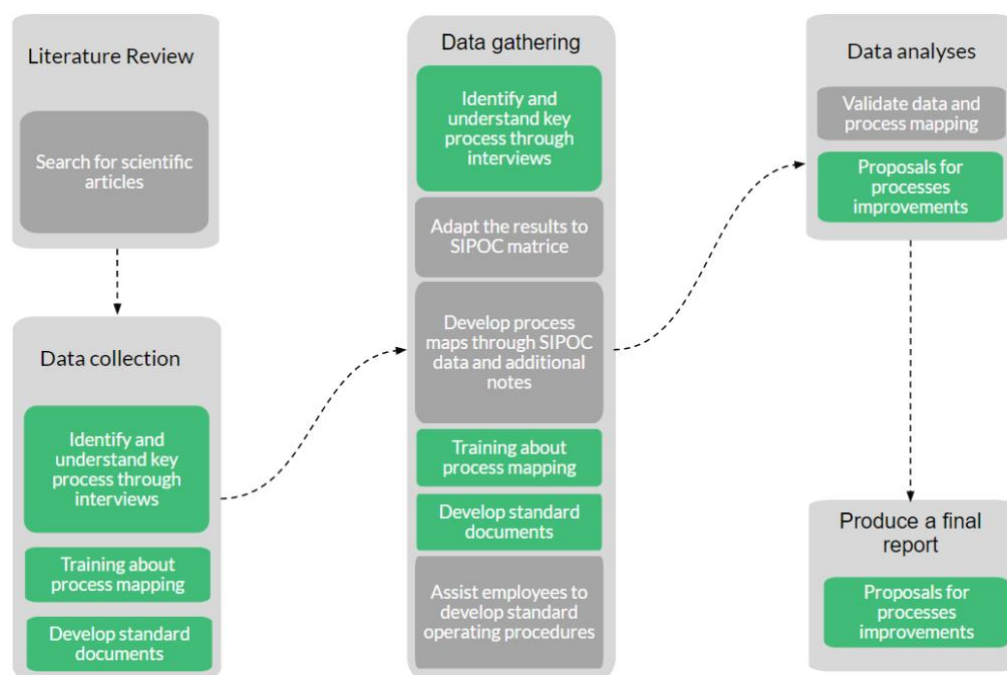 Literature Review
Search for scientific
articles
Data collection
Identify and
understand key
process through
interviews
Training about
process mapping
Develop standard
documents
Data gathering
Identify and
understand key
process through
interviews
Adapt the results to
SIPOC matrice
Develop process
maps through SIPOC
data and additional
notes
Training about
process mapping
Develop standard
documents
Assist employees to
develop standard
operating procedures
Data analyses
Validate data and
process mapping
Proposals for
processes
improvements
Produce a final
report
Proposals for
processes
improvements